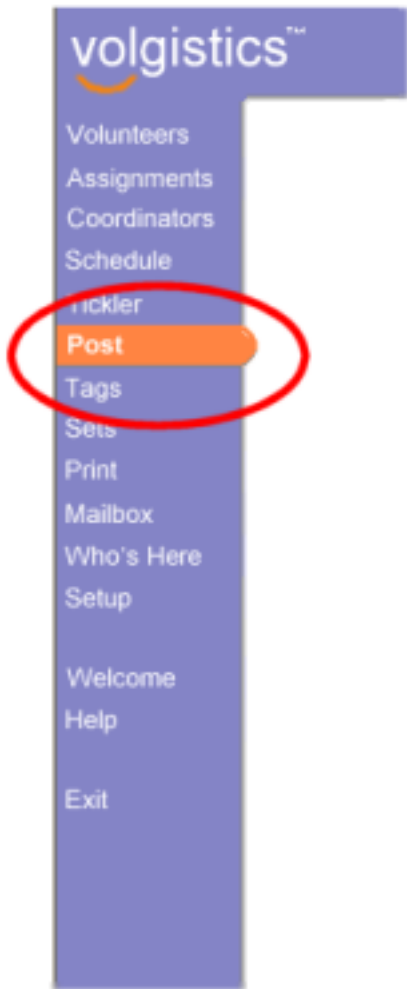 volgistics™
Volunteers
Assignments
Coordinators
Schedule
Tickler
Post
Tags
Sets
Print
Mailbox
Who's Here
Setup
Welcome
Help
Exit